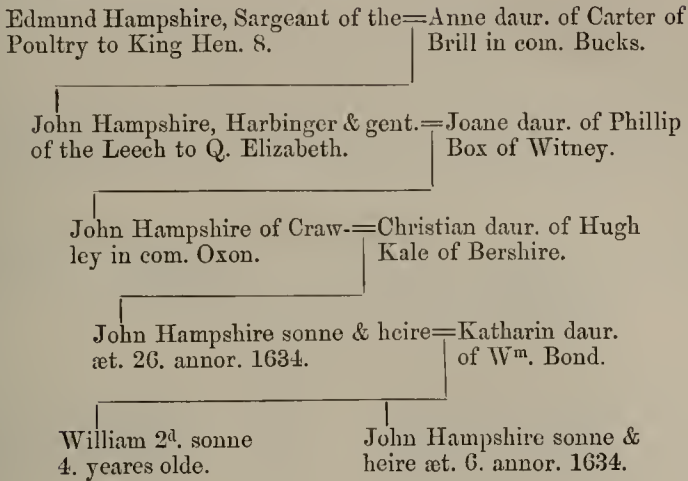 Edmund Hampshire, Sargeant of the=Anne daur. of Carter of
Poultry to King Hen. 8. Brill in com. Bucks.
John Hampshire, Harbinger & gent.=Joane daur. of Phillip
of the Leech to Q. Elizabeth. Box of Witney.
John Hampshire of Craw-=Christian daur. of Hugh
ley in com. Oxon. Kale of Bershire.
John Hampshire sonne & heire=Katharin daur.
æt. 26. annor. 1634. of Wᵐ. Bond.
William 2ᵈ. sonne John Hampshire sonne &
4. yeares olde. heire æt. 6. annor. 1634.